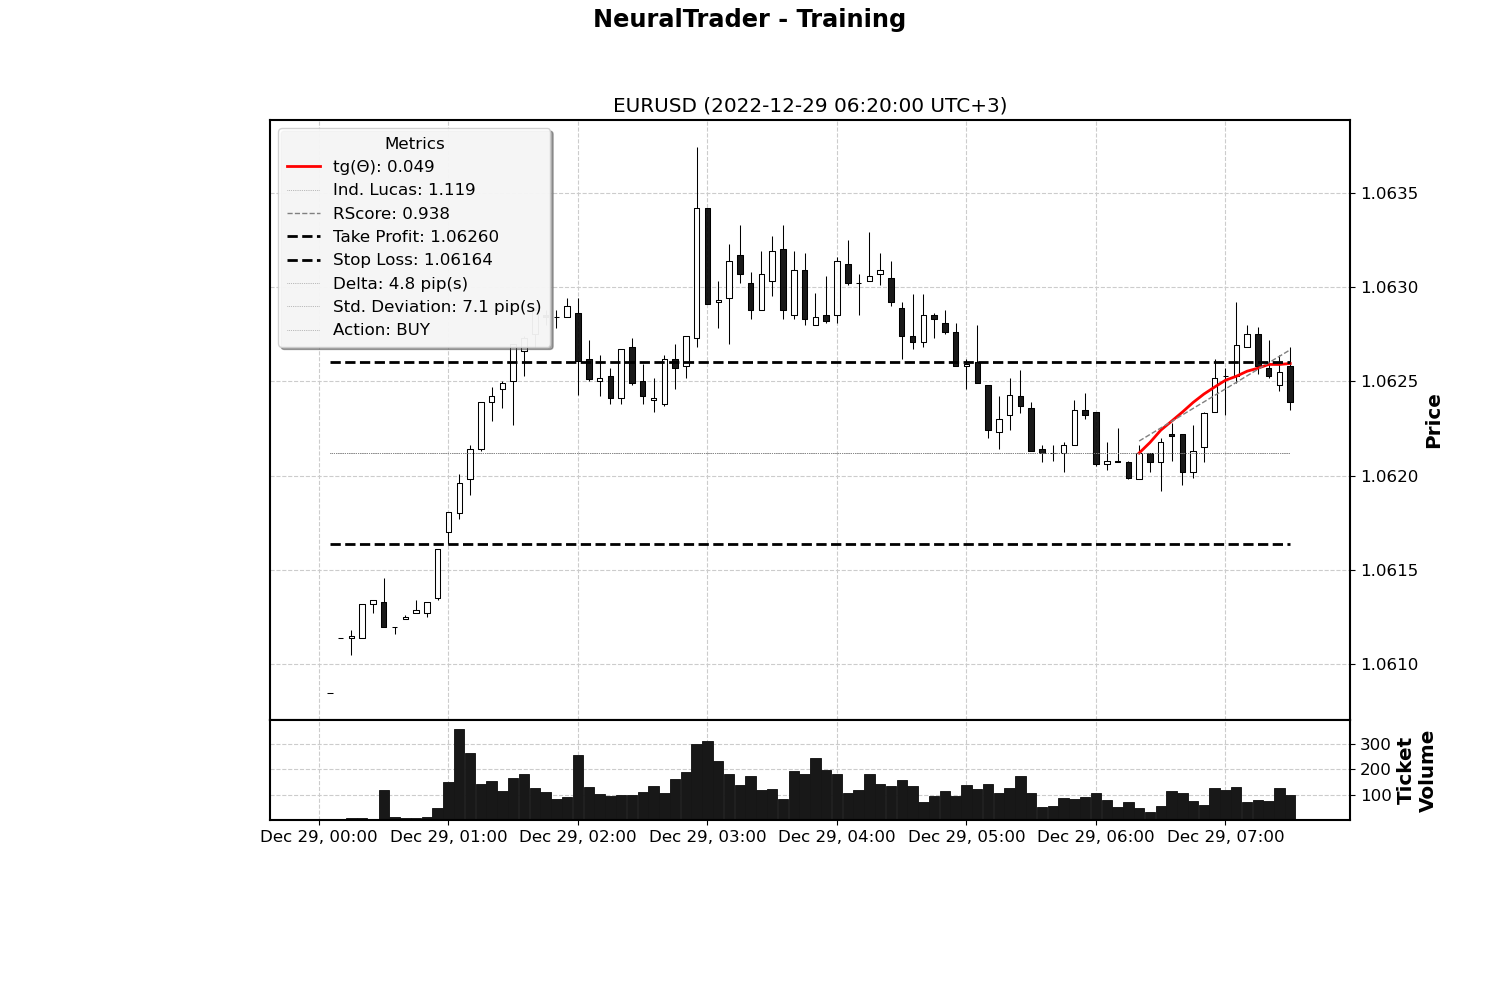 NeuralTrader - Training
EURUSD (2022-12-29 06:20:00 UTC+3)
Metrics
tg(Θ): 0.049
Ind. Lucas: 1.119
RScore: 0.938
Take Profit: 1.06260
Stop Loss: 1.06164
Delta: 4.8 pip(s)
Std. Deviation: 7.1 pip(s)
Action: BUY
1.0635
1.0630
1.0625
1.0620
1.0615
1.0610
Price
300
200
100
Ticket
Volume
Dec 29, 00:00
Dec 29, 01:00
Dec 29, 02:00
Dec 29, 03:00
Dec 29, 04:00
Dec 29, 05:00
Dec 29, 06:00
Dec 29, 07:00